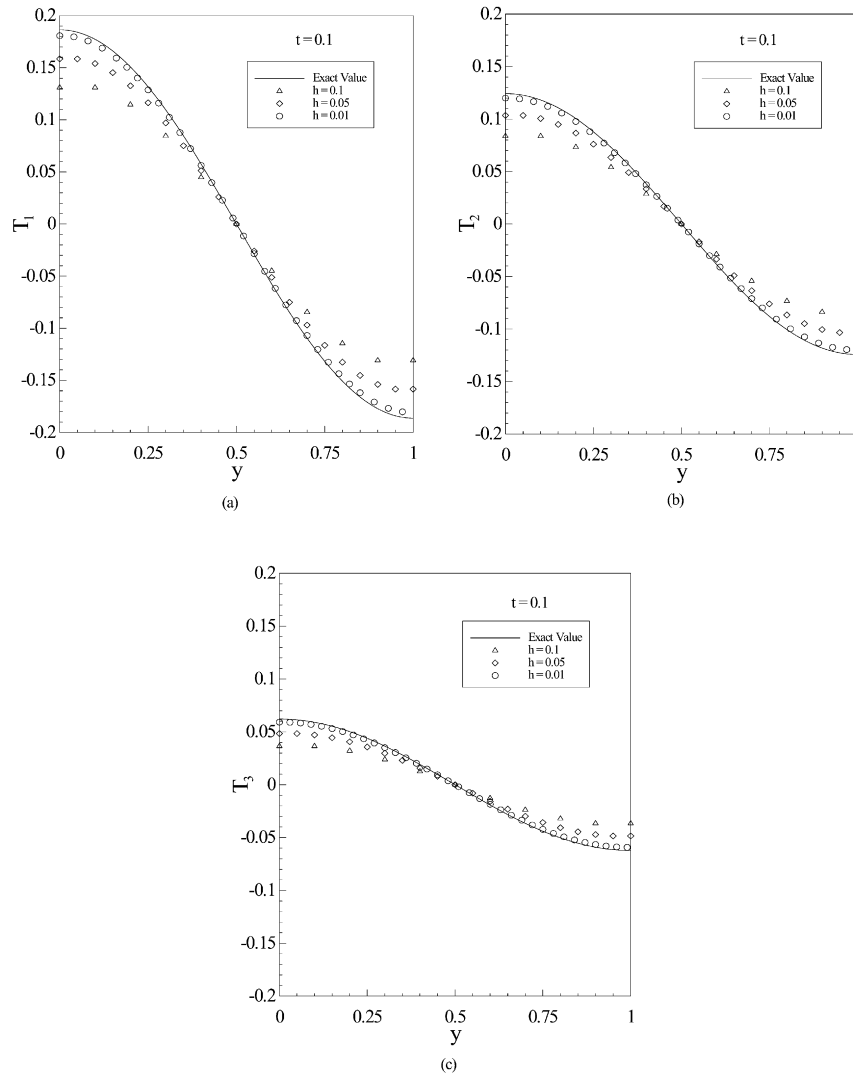 0.2
0.15
0.1
0.05
0
-0.05
-0.1
-0.15
-0.2
T1
t = 0.1
Exact Value
h = 0.1
h = 0.05
h = 0.01
0 0.25 0.5 0.75 1
y
(a)
0.2
0.15
0.1
0.05
0
-0.05
-0.1
-0.15
-0.2
T2
t = 0.1
Exact Value
h = 0.1
h = 0.05
h = 0.01
0 0.25 0.5 0.75
y
(b)
0.2
0.15
0.1
0.05
0
-0.05
-0.1
-0.15
-0.2
T3
t = 0.1
Exact Value
h = 0.1
h = 0.05
h = 0.01
0 0.25 0.5 0.75 1
y
(c)